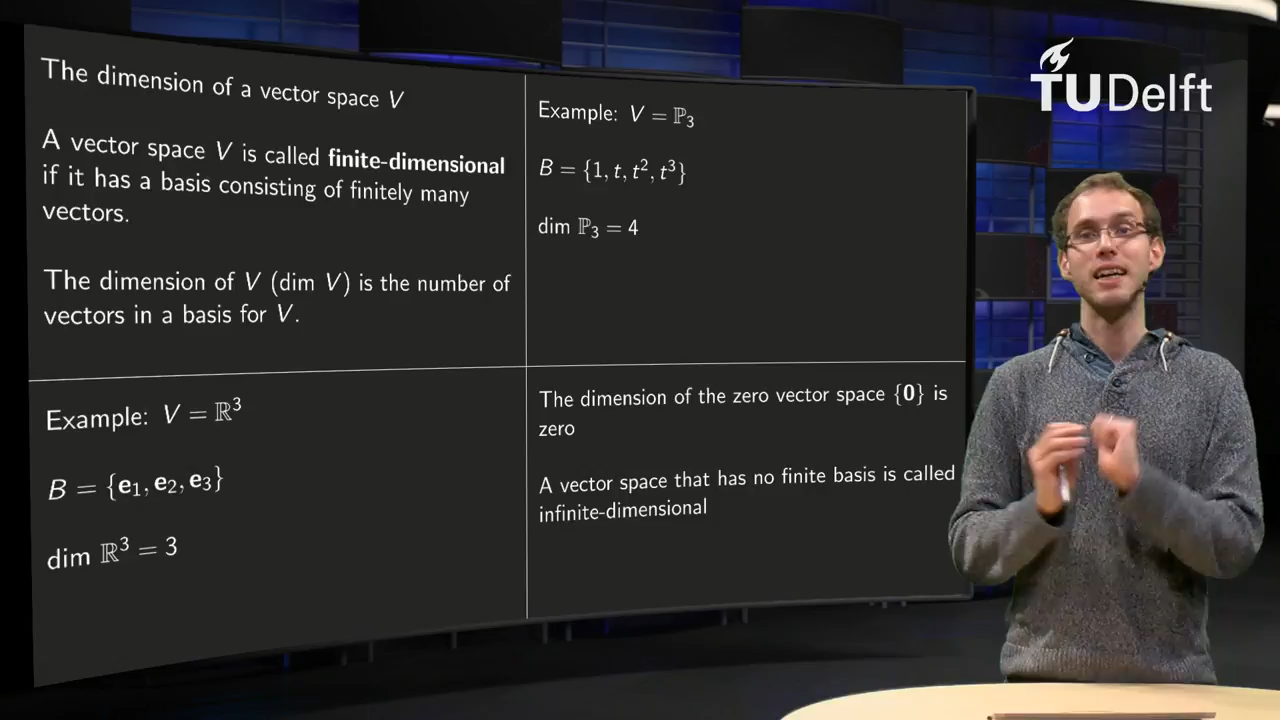 The dimension of a vector space V
A vector space V is called finite-dimensional
if it has a basis consisting of finitely many
vectors.
The dimension of V (dim V) is the number of
vectors in a basis for V.
Example: V = ℝ³
B = {e₁, e₂, e₃}
dim ℝ³ = 3
Example: V = ℙ₃
B = {1, t, t², t³}
dim ℙ₃ = 4
The dimension of the zero vector space {0} is
zero
A vector space that has no finite basis is called
infinite-dimensional
TUDelft